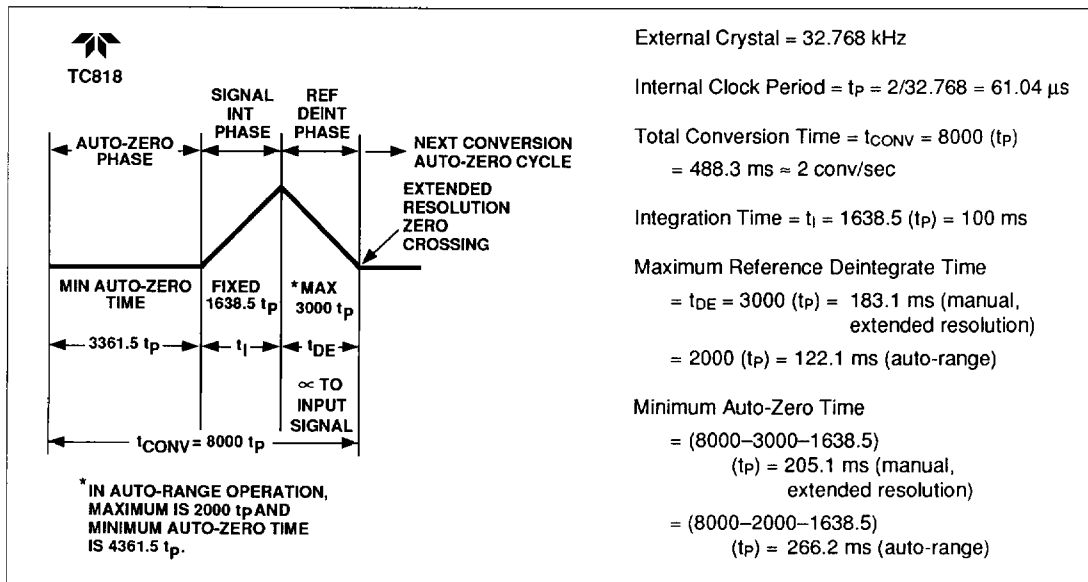 TC818
SIGNAL
INT
PHASE
REF
DEINT
PHASE
AUTO-ZERO
PHASE
NEXT CONVERSION
AUTO-ZERO CYCLE
EXTENDED
RESOLUTION
ZERO
CROSSING
MIN AUTO-ZERO
TIME
FIXED
1638.5 tP
*MAX
3000 tP
3361.5 tP
tI
tDE
∝ TO
INPUT
SIGNAL
tCONV = 8000 tP
*IN AUTO-RANGE OPERATION,
MAXIMUM IS 2000 tP AND
MINIMUM AUTO-ZERO TIME
IS 4361.5 tP.
External Crystal = 32.768 kHz
Internal Clock Period = tP = 2/32.768 = 61.04 µs
Total Conversion Time = tCONV = 8000 (tP)
= 488.3 ms ≈ 2 conv/sec
Integration Time = tI = 1638.5 (tP) = 100 ms
Maximum Reference Deintegrate Time
= tDE = 3000 (tP) = 183.1 ms (manual,
extended resolution)
= 2000 (tP) = 122.1 ms (auto-range)
Minimum Auto-Zero Time
= (8000–3000–1638.5)
(tP) = 205.1 ms (manual,
extended resolution)
= (8000–2000–1638.5)
(tP) = 266.2 ms (auto-range)